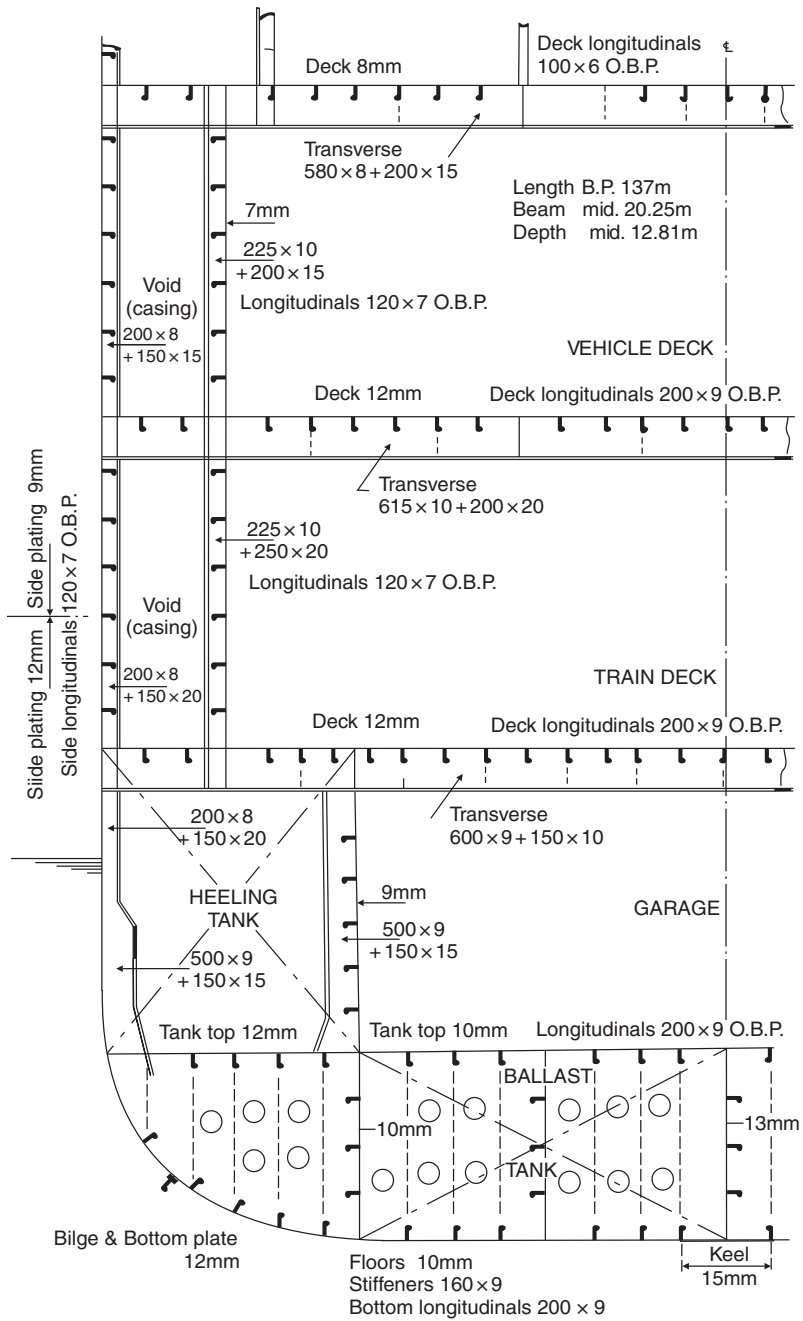 Deck longitudinals
100×6 O.B.P.
℄
Deck 8mm
Transverse
580×8+200×15
Length B.P. 137m
Beam mid. 20.25m
Depth mid. 12.81m
7mm
225×10
+200×15
Void
(casing)
Longitudinals 120×7 O.B.P.
200×8
+150×15
VEHICLE DECK
Deck 12mm
Deck longitudinals 200×9 O.B.P.
Transverse
615×10+200×20
Side plating 9mm
Siide plating 12mm
Side longitudinals 120×7 O.B.P.
225×10
+250×20
Longitudinals 120×7 O.B.P.
Void
(casing)
200×8
+150×20
TRAIN DECK
Deck 12mm
Deck longitudinals 200×9 O.B.P.
Transverse
600×9+150×10
200×8
+150×20
HEELING
TANK
9mm
GARAGE
500×9
+150×15
500×9
+150×15
Tank top 12mm
Tank top 10mm
Longitudinals 200×9 O.B.P.
BALLAST
TANK
10mm
13mm
Bilge & Bottom plate
12mm
Keel
15mm
Floors 10mm
Stiffeners 160×9
Bottom longitudinals 200 × 9